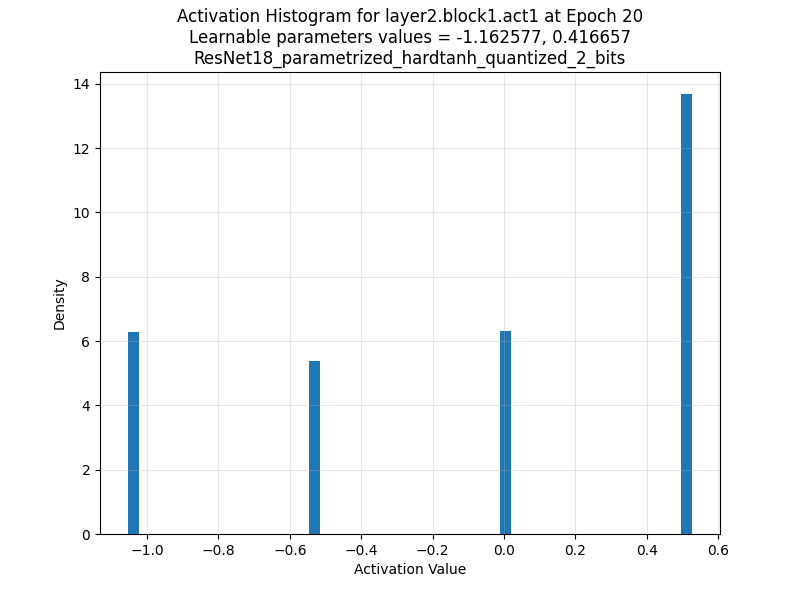 Activation Histogram for layer2.block1.act1 at Epoch 20
Learnable parameters values = -1.162577, 0.416657
ResNet18_parametrized_hardtanh_quantized_2_bits
14
12
10
8
6
4
2
0
Density
−1.0 −0.8 −0.6 −0.4 −0.2 0.0 0.2 0.4 0.6
Activation Value